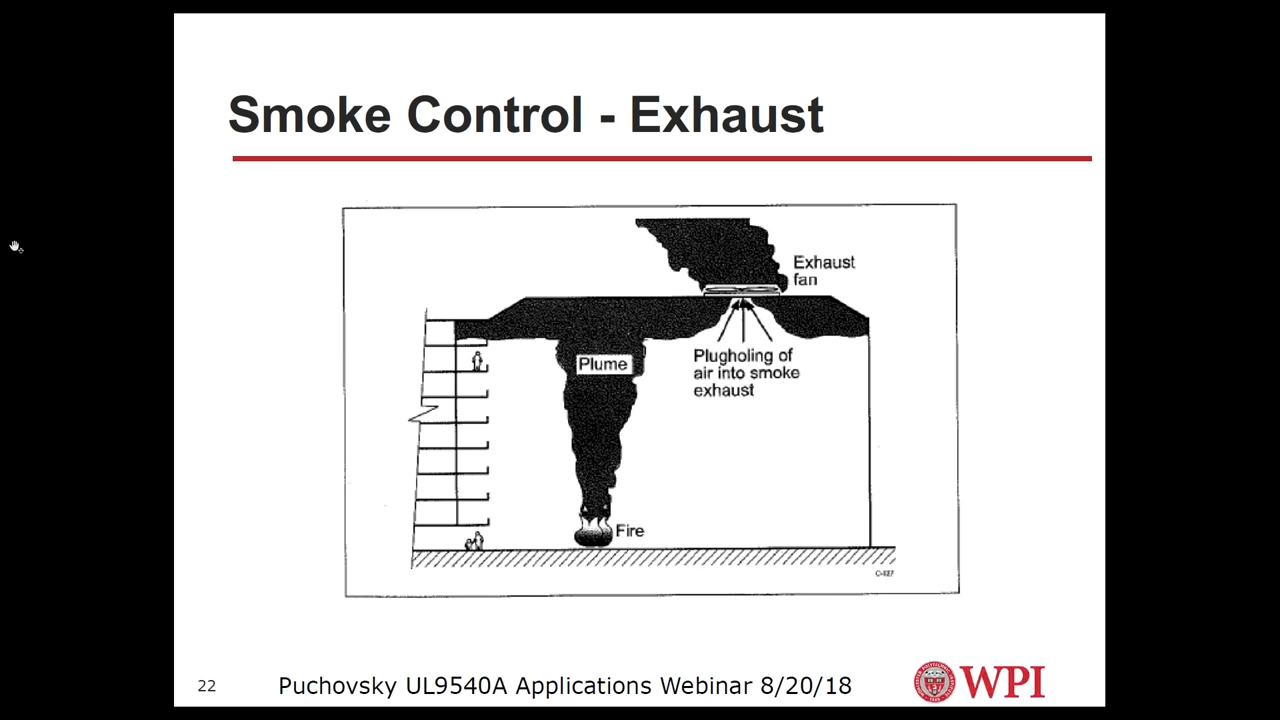 Smoke Control - Exhaust
Exhaust
fan
Plume
Plugholing of
air into smoke
exhaust
Fire
22
Puchovsky UL9540A Applications Webinar 8/20/18
WPI